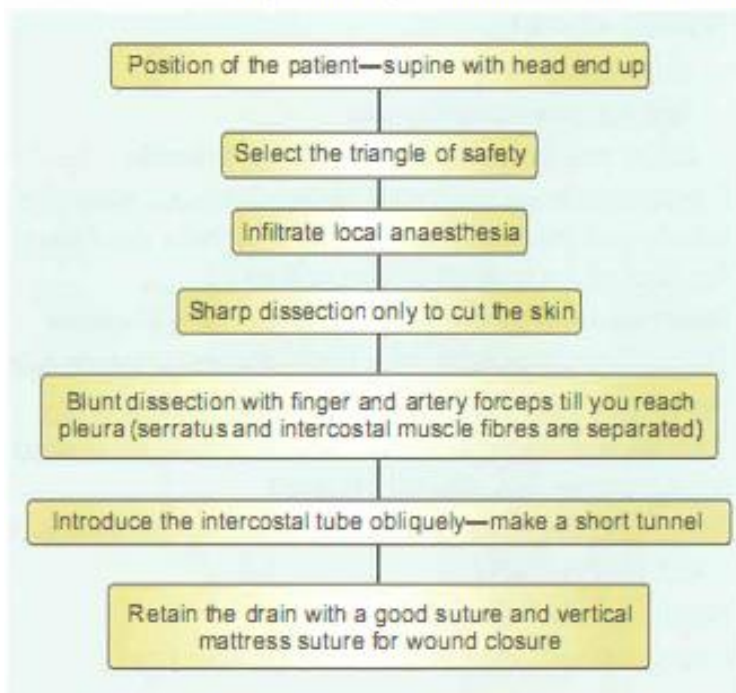 Position of the patient—supine with head end up
Select the triangle of safety
Infiltrate local anaesthesia
Sharp dissection only to cut the skin
Blunt dissection with finger and artery forceps till you reach
pleura (serratus and intercostal muscle fibres are separated)
Introduce the intercostal tube obliquely—make a short tunnel
Retain the drain with a good suture and vertical
mattress suture for wound closure